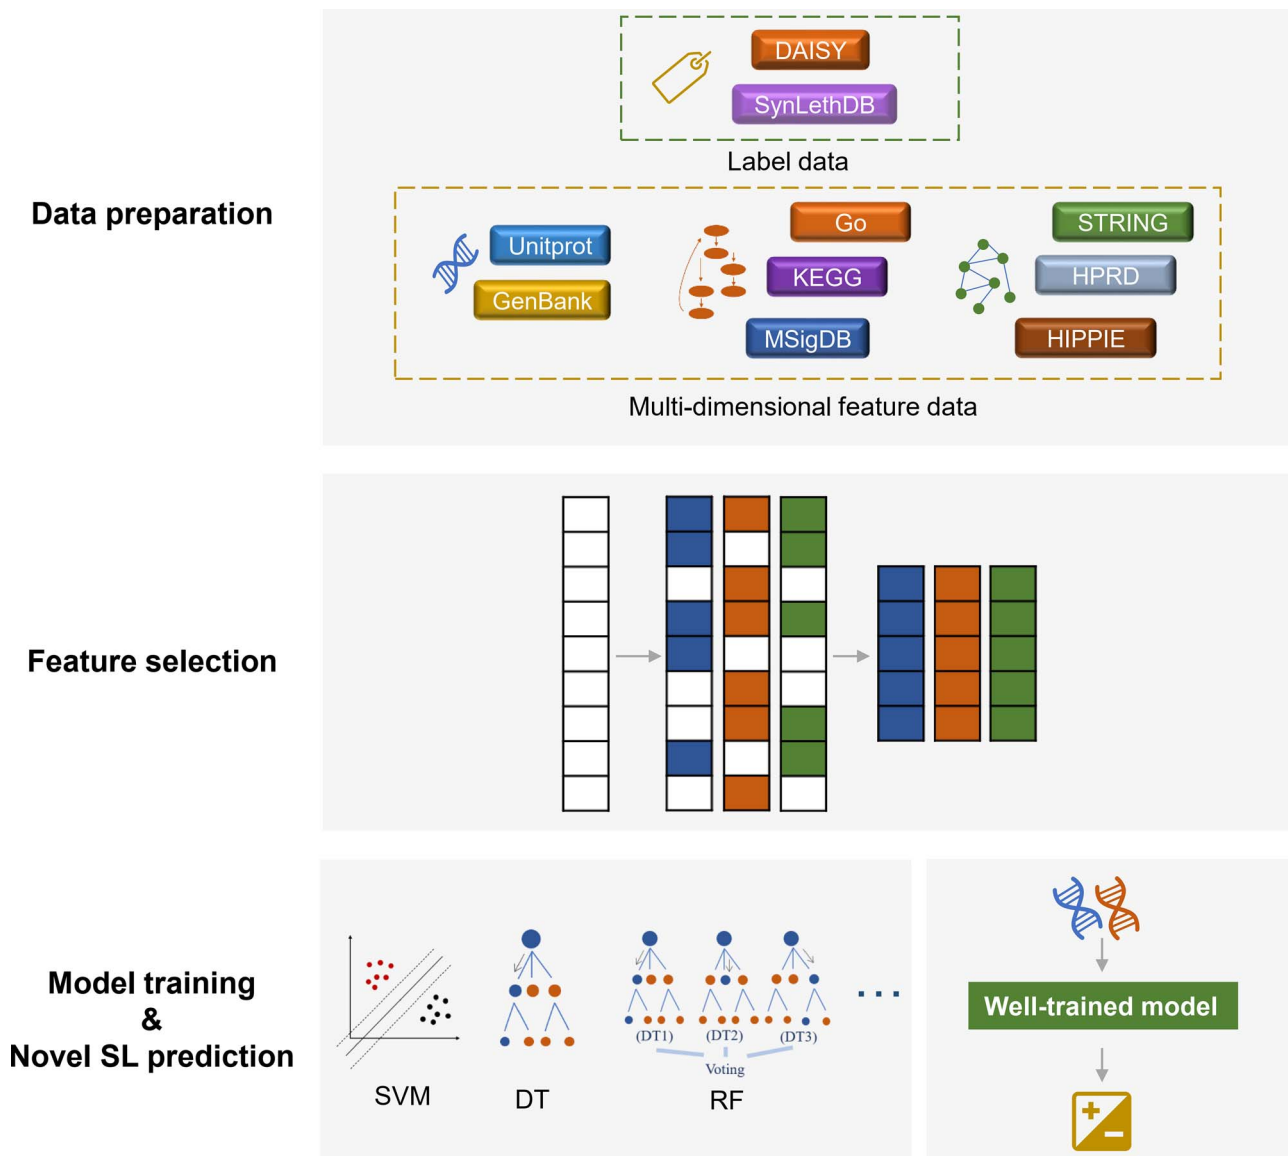 DAISY
SynLethDB
Label data
Data preparation
Unitprot
GenBank
Go
KEGG
MSigDB
STRING
HPRD
HIPPIE
Multi-dimensional feature data
Feature selection
Model training
&
Novel SL prediction
SVM
DT
(DT1) (DT2) (DT3)
Voting
RF
...
Well-trained model
+
-